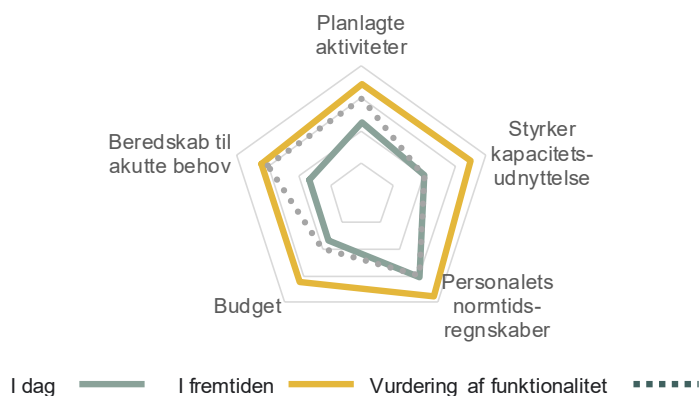 Planlagte
aktiviteter
Styrker
kapacitets-
udnyttelse
Beredskab til
akutte behov
Personalets
normtids-
regnskaber
Budget
I dag I fremtiden Vurdering af funktionalitet